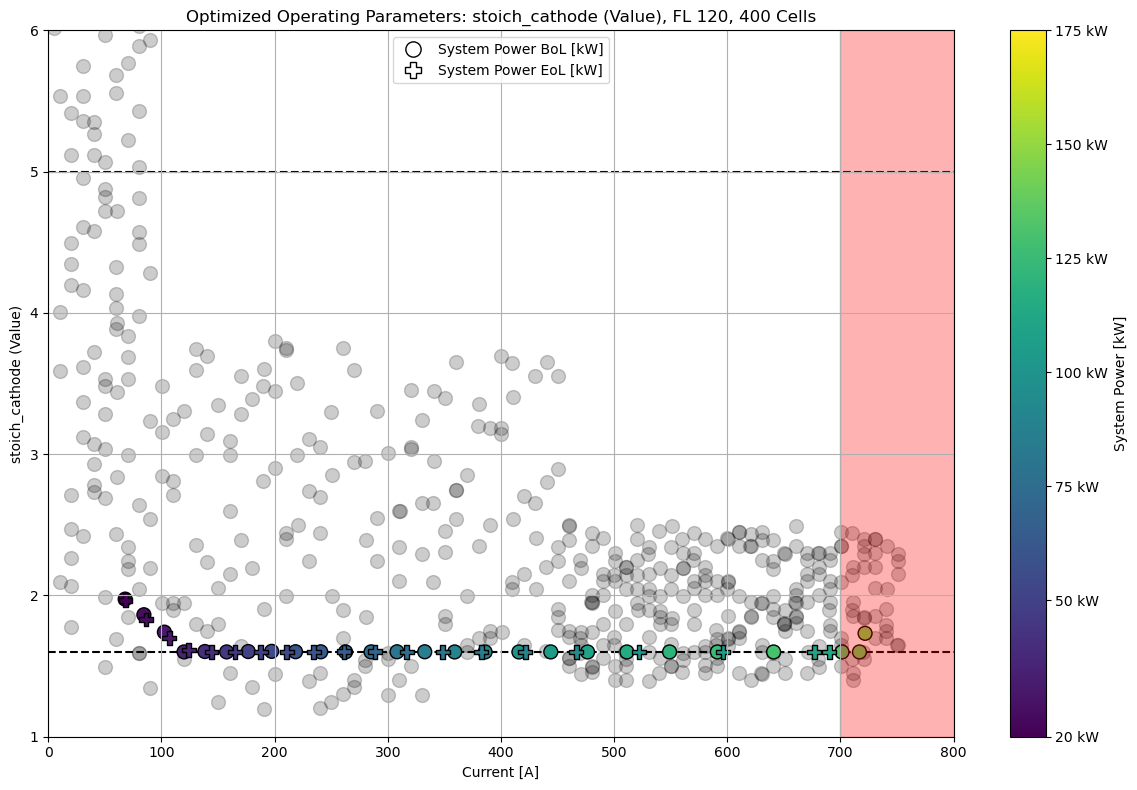 Optimized Operating Parameters: stoich_cathode (Value), FL 120, 400 Cells
System Power BoL [kW]
System Power EoL [kW]
stoich_cathode (Value)
6
5
4
3
2
1
0
100
200
300
400
500
600
700
800
Current [A]
175 kW
150 kW
125 kW
100 kW
75 kW
50 kW
20 kW
System Power [kW]